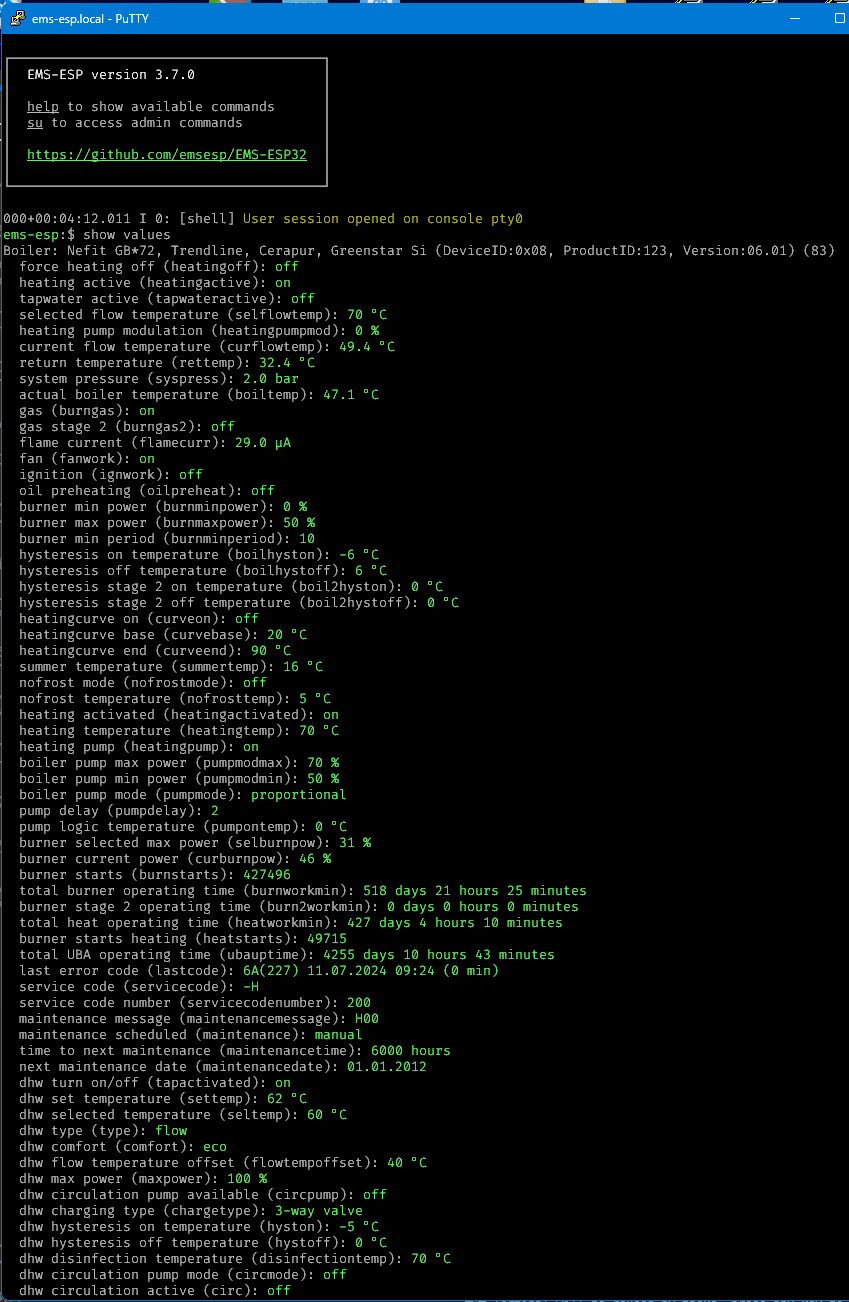 ems-esp.local - PuTTY
EMS-ESP version 3.7.0
help to show available commands
su to access admin commands
https://github.com/emsesp/EMS-ESP32
000+00:04:12.011 I 0: [shell] User session opened on console pty0
ems-esp:$ show values
Boiler: Nefit GB*72, Trendline, Cerapur, Greenstar Si (DeviceID:0x08, ProductID:123, Version:06.01) (83)
force heating off (heatingoff): off
heating active (heatingactive): on
tapwater active (tapwateractive): off
selected flow temperature (selflowtemp): 70 °C
heating pump modulation (heatingpumpmod): 0 %
current flow temperature (curflowtemp): 49.4 °C
return temperature (rettemp): 32.4 °C
system pressure (syspress): 2.0 bar
actual boiler temperature (boiltemp): 47.1 °C
gas (burngas): on
gas stage 2 (burngas2): off
flame current (flamecurr): 29.0 µA
fan (fanwork): on
ignition (ignwork): off
oil preheating (oilpreheat): off
burner min power (burnminpower): 0 %
burner max power (burnmaxpower): 50 %
burner min period (burnminperiod): 10
hysteresis on temperature (boilhyston): -6 °C
hysteresis off temperature (boilhystoff): 6 °C
hysteresis stage 2 on temperature (boil2hyston): 0 °C
hysteresis stage 2 off temperature (boil2hystoff): 0 °C
heatingcurve on (curveon): off
heatingcurve base (curvebase): 20 °C
heatingcurve end (curveend): 90 °C
summer temperature (summertemp): 16 °C
nofrost mode (nofrostmode): off
nofrost temperature (nofrosttemp): 5 °C
heating activated (heatingactivated): on
heating temperature (heatingtemp): 70 °C
heating pump (heatingpump): on
boiler pump max power (pumpmodmax): 70 %
boiler pump min power (pumpmodmin): 50 %
boiler pump mode (pumpmode): proportional
pump delay (pumpdelay): 2
pump logic temperature (pumpontemp): 0 °C
burner selected max power (selburnpow): 31 %
burner current power (curburnpow): 46 %
burner starts (burnstarts): 427496
total burner operating time (burnworkmin): 518 days 21 hours 25 minutes
burner stage 2 operating time (burn2workmin): 0 days 0 hours 0 minutes
total heat operating time (heatworkmin): 427 days 4 hours 10 minutes
burner starts heating (heatstarts): 49715
total UBA operating time (ubauptime): 4255 days 10 hours 43 minutes
last error code (lastcode): 6A(227) 11.07.2024 09:24 (0 min)
service code (servicecode): -H
service code number (servicecodenumber): 200
maintenance message (maintenancemessage): H00
maintenance scheduled (maintenance): manual
time to next maintenance (maintenancetime): 6000 hours
next maintenance date (maintenancedate): 01.01.2012
dhw turn on/off (tapactivated): on
dhw set temperature (settemp): 62 °C
dhw selected temperature (seltemp): 60 °C
dhw type (type): flow
dhw comfort (comfort): eco
dhw flow temperature offset (flowtempoffset): 40 °C
dhw max power (maxpower): 100 %
dhw circulation pump available (circpump): off
dhw charging type (chargetype): 3-way valve
dhw hysteresis on temperature (hyston): -5 °C
dhw hysteresis off temperature (hystoff): 0 °C
dhw disinfection temperature (disinfectiontemp): 70 °C
dhw circulation pump mode (circmode): off
dhw circulation active (circ): off